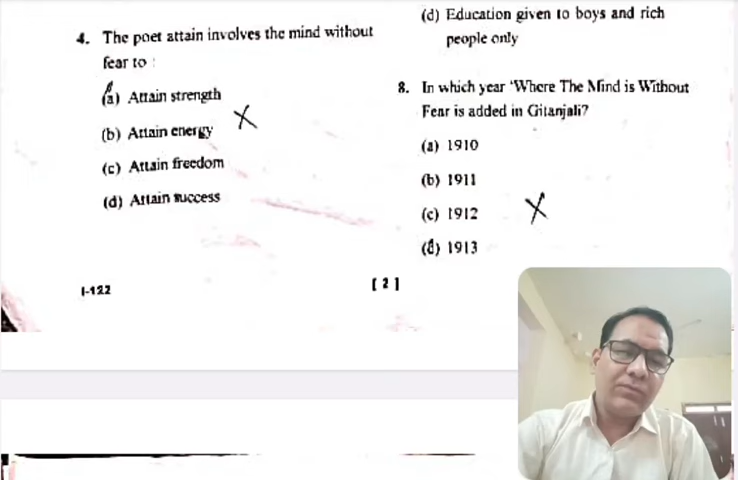 4. The poet attain involves the mind without
fear to :
(a) Attain strength
(b) Attain energy
(c) Attain freedom
(d) Attain success
I-122
(d) Education given to boys and rich
people only
8. In which year 'Where The Mind is Without
Fear is added in Gitanjali?
(a) 1910
(b) 1911
(c) 1912
(d) 1913
[ 2 ]